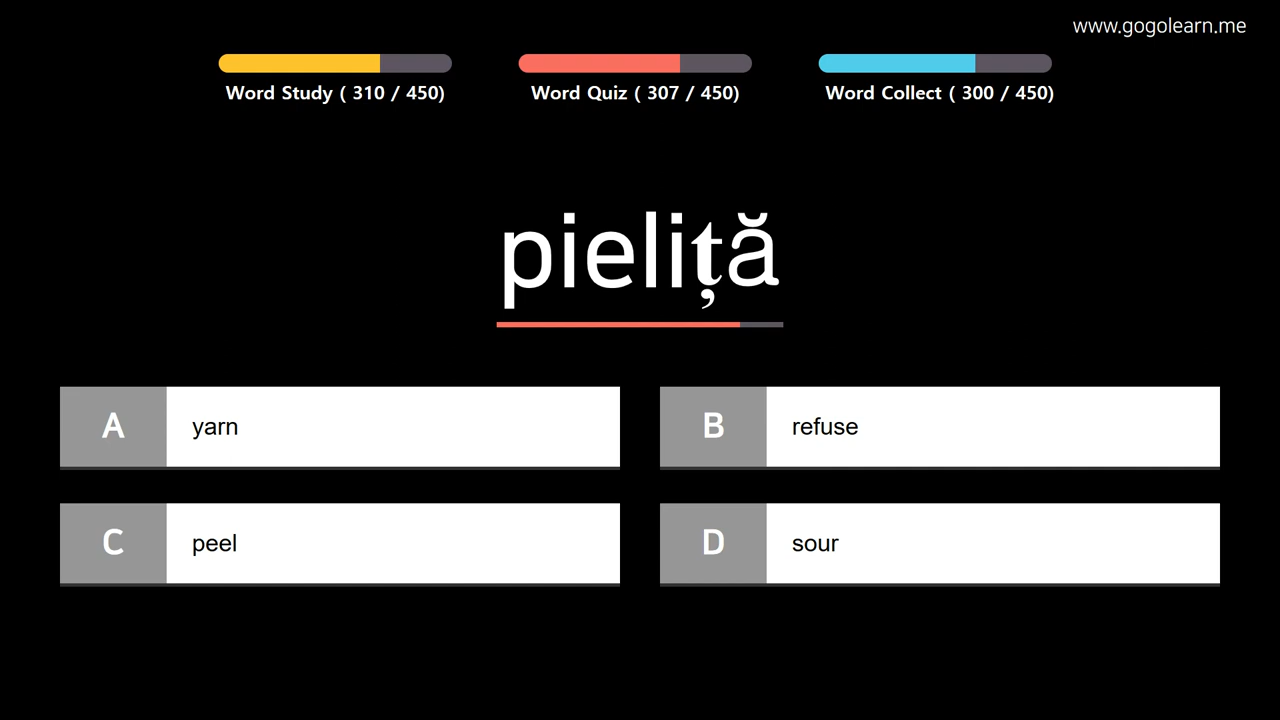 www.gogolearn.me
Word Study ( 310 / 450)
Word Quiz ( 307 / 450)
Word Collect ( 300 / 450)
pieliță
A yarn
B refuse
C peel
D sour